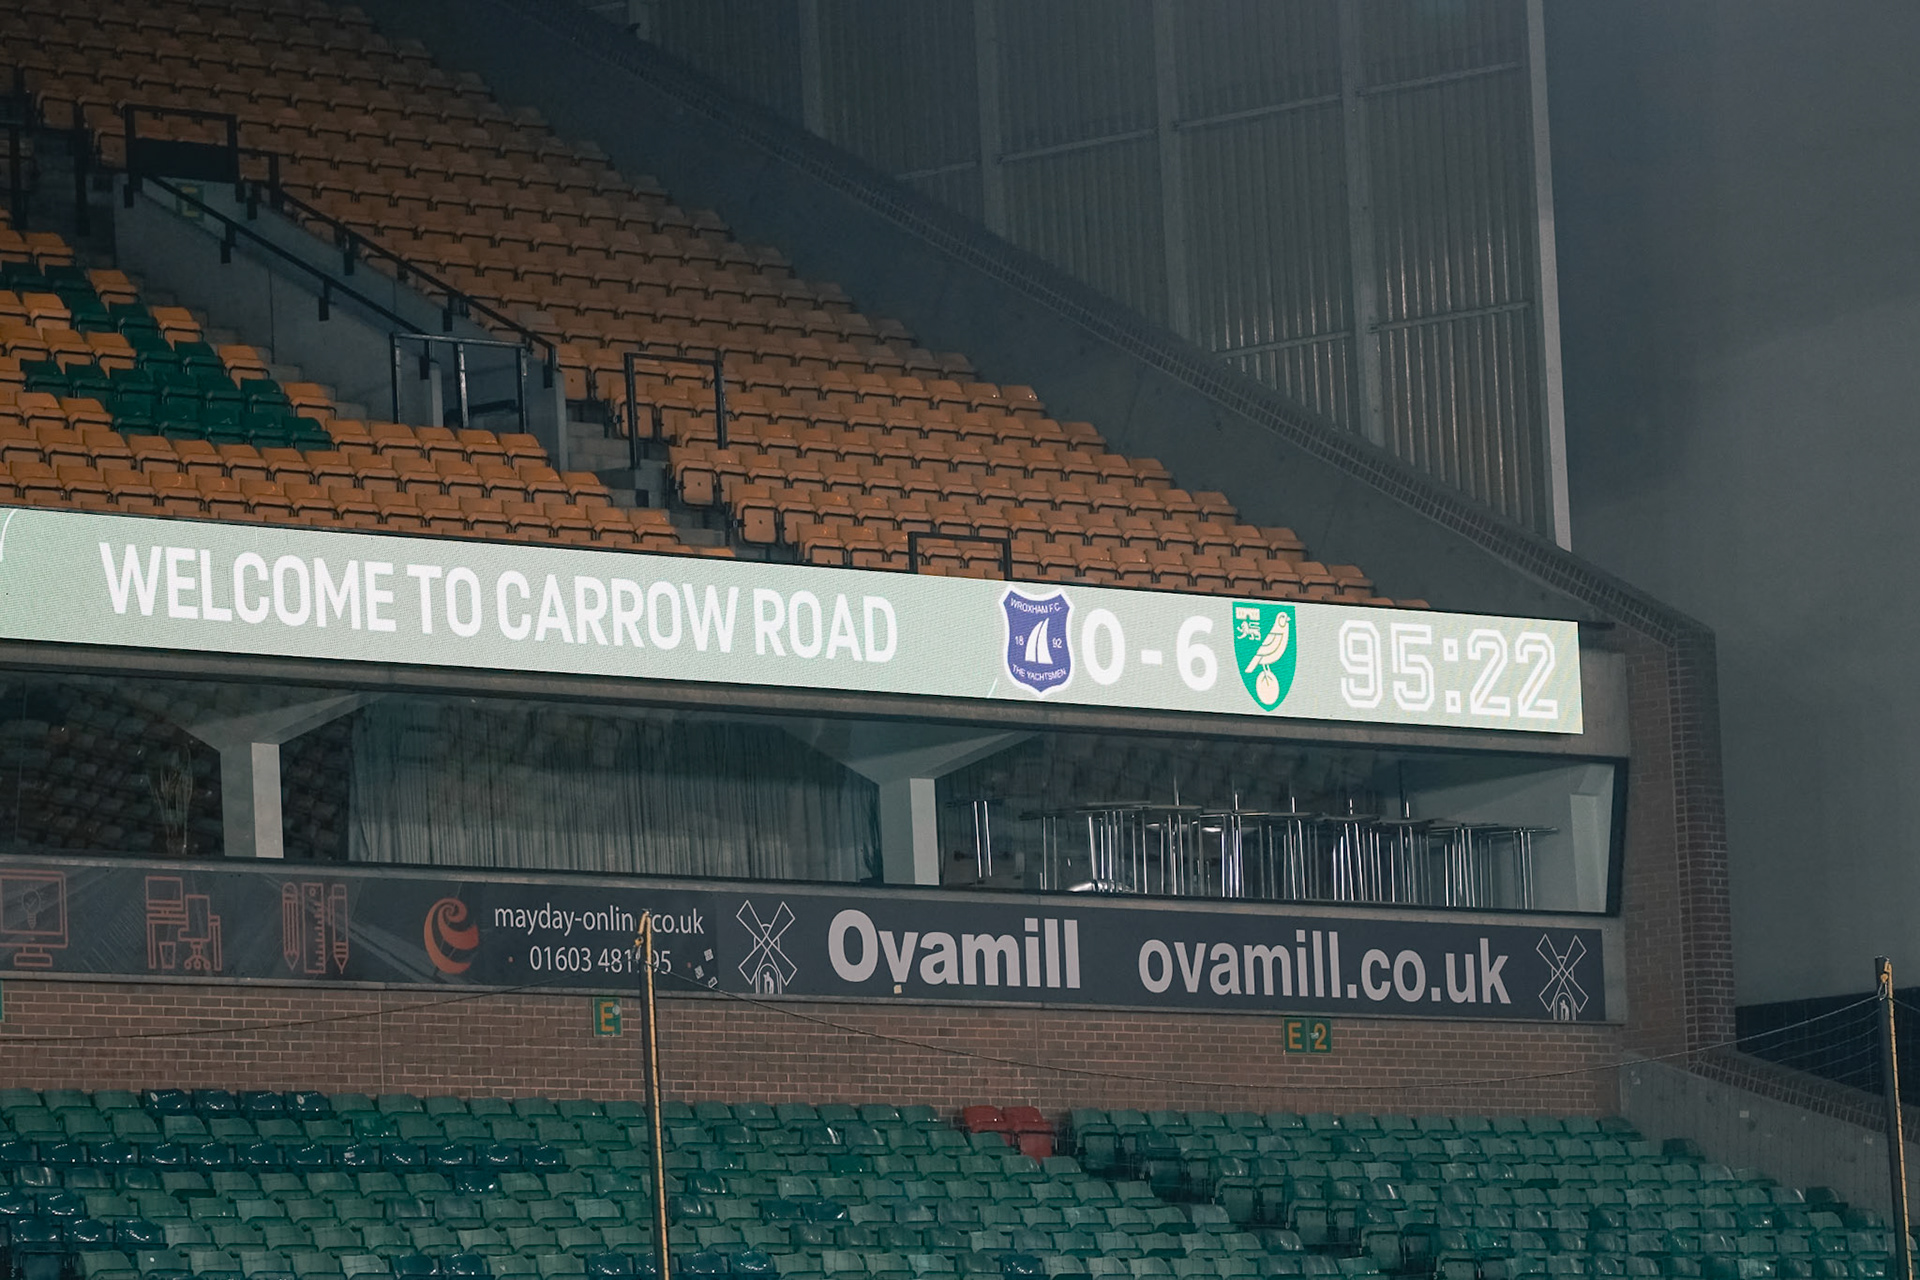 WELCOME TO CARROW ROAD
WROXHAM F.C.
18 92
THE YACHTSMEN
0 - 6
95:22
mayday-onlin .co.uk
01603 481 95
Ovamill ovamill.co.uk
E
E 2